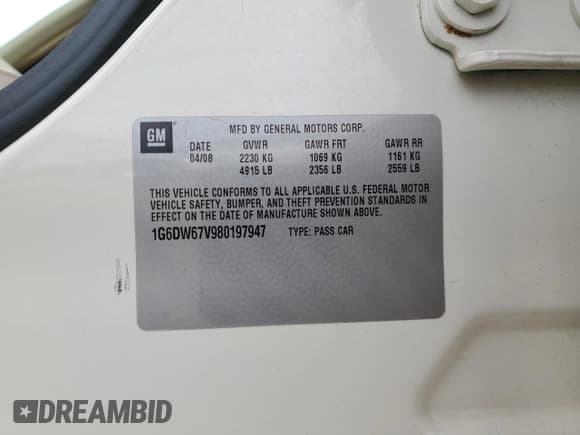 GM
MFD BY GENERAL MOTORS CORP.
DATE GVWR GAWR FRT GAWR RR
04/08 2230 KG 1069 KG 1161 KG
4915 LB 2356 LB 2559 LB
THIS VEHICLE CONFORMS TO ALL APPLICABLE U.S. FEDERAL MOTOR
VEHICLE SAFETY, BUMPER, AND THEFT PREVENTION STANDARDS IN
EFFECT ON THE DATE OF MANUFACTURE SHOWN ABOVE.
1G6DW67V980197947 TYPE: PASS CAR
DREAMBID